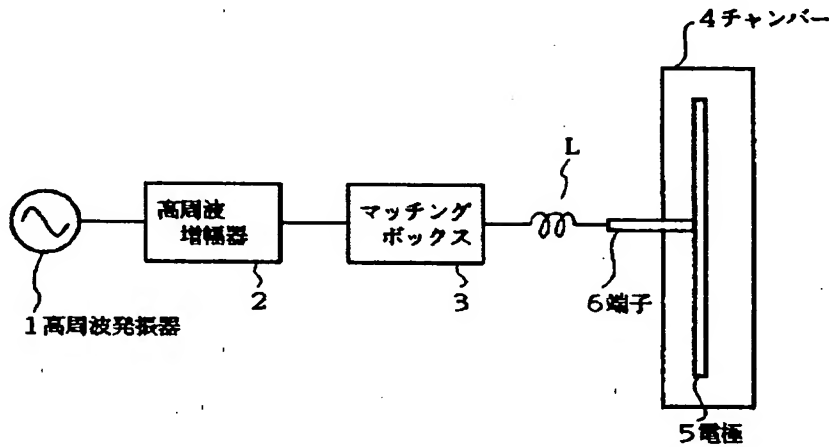 4チャンバー
L
高周波
増幅器
マッチング
ボックス
6端子
2
3
1高周波発振器
5電極